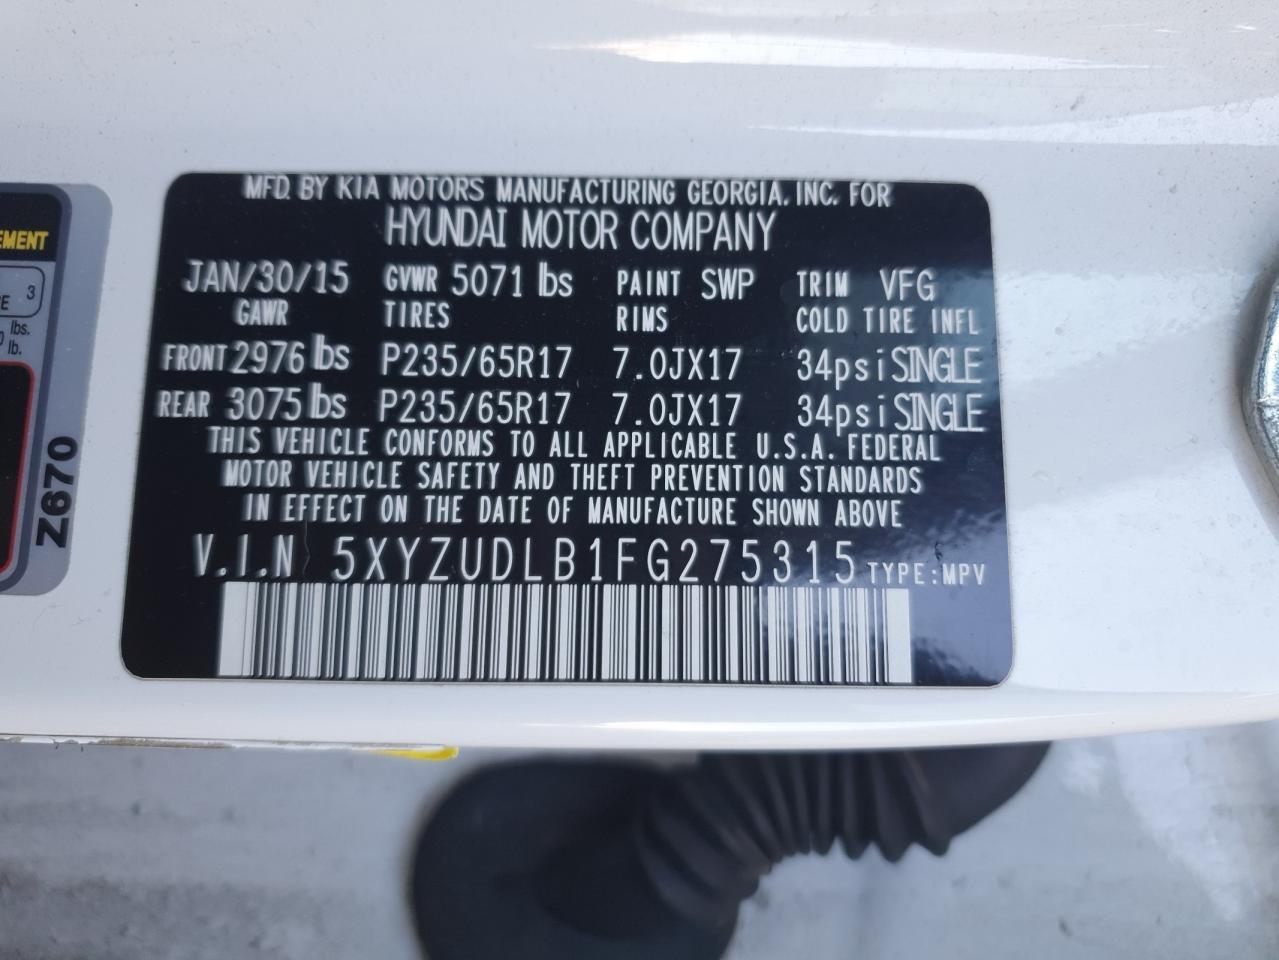 MFD. BY KIA MOTORS MANUFACTURING GEORGIA, INC. FOR
HYUNDAI MOTOR COMPANY
JAN/30/15 GVWR 5071 lbs PAINT SWP TRIM VFG
GAWR TIRES RIMS COLD TIRE INFL
FRONT 2976 lbs P235/65R17 7.0JX17 34psi SINGLE
REAR 3075 lbs P235/65R17 7.0JX17 34psi SINGLE
THIS VEHICLE CONFORMS TO ALL APPLICABLE U.S.A. FEDERAL
MOTOR VEHICLE SAFETY AND THEFT PREVENTION STANDARDS
IN EFFECT ON THE DATE OF MANUFACTURE SHOWN ABOVE
V.I.N 5XYZUDLB1FG275315 TYPE:MPV
3
lbs.
lb.
Z670